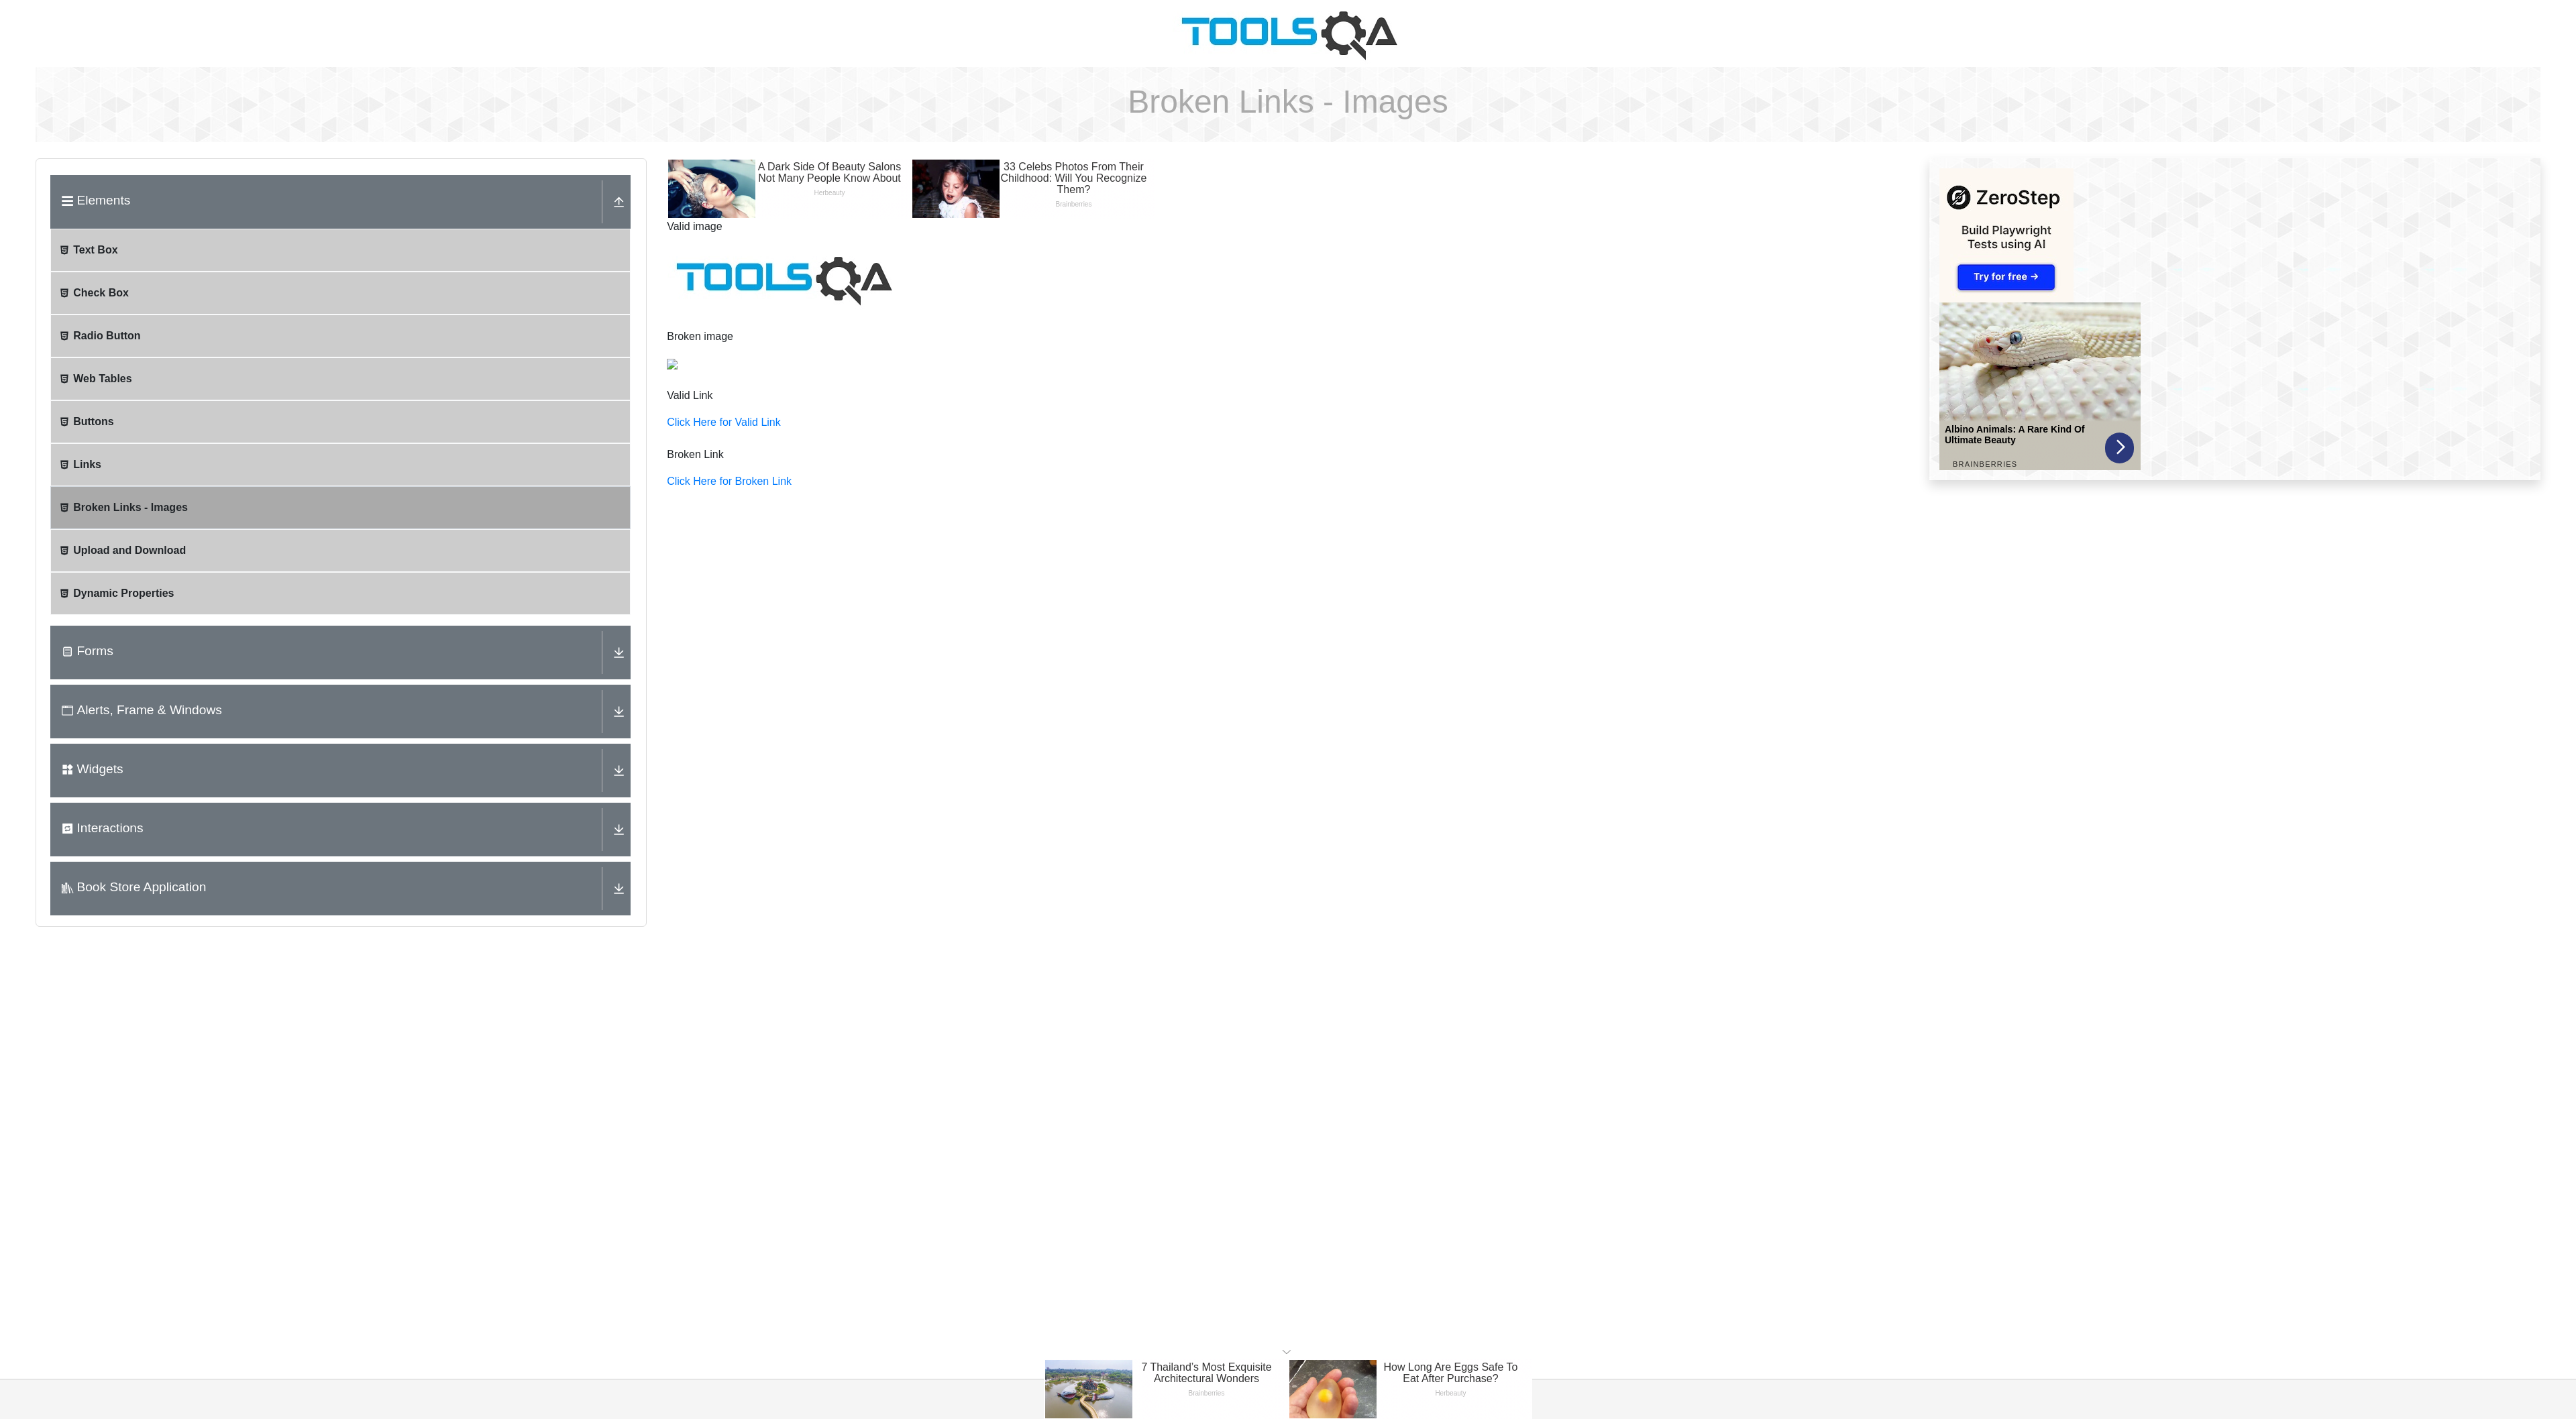 TOOLSQA
Broken Links - Images
Elements
Text Box
Check Box
Radio Button
Web Tables
Buttons
Links
Broken Links - Images
Upload and Download
Dynamic Properties
Forms
Alerts, Frame & Windows
Widgets
Interactions
Book Store Application
A Dark Side Of Beauty Salons
Not Many People Know About
Herbeauty
33 Celebs Photos From Their
Childhood: Will You Recognize
Them?
Brainberries
Valid image
TOOLSQA
Broken image
Valid Link
Click Here for Valid Link
Broken Link
Click Here for Broken Link
ZeroStep
Build Playwright
Tests using AI
Try for free →
Albino Animals: A Rare Kind Of
Ultimate Beauty
BRAINBERRIES
7 Thailand's Most Exquisite
Architectural Wonders
Brainberries
How Long Are Eggs Safe To
Eat After Purchase?
Herbeauty